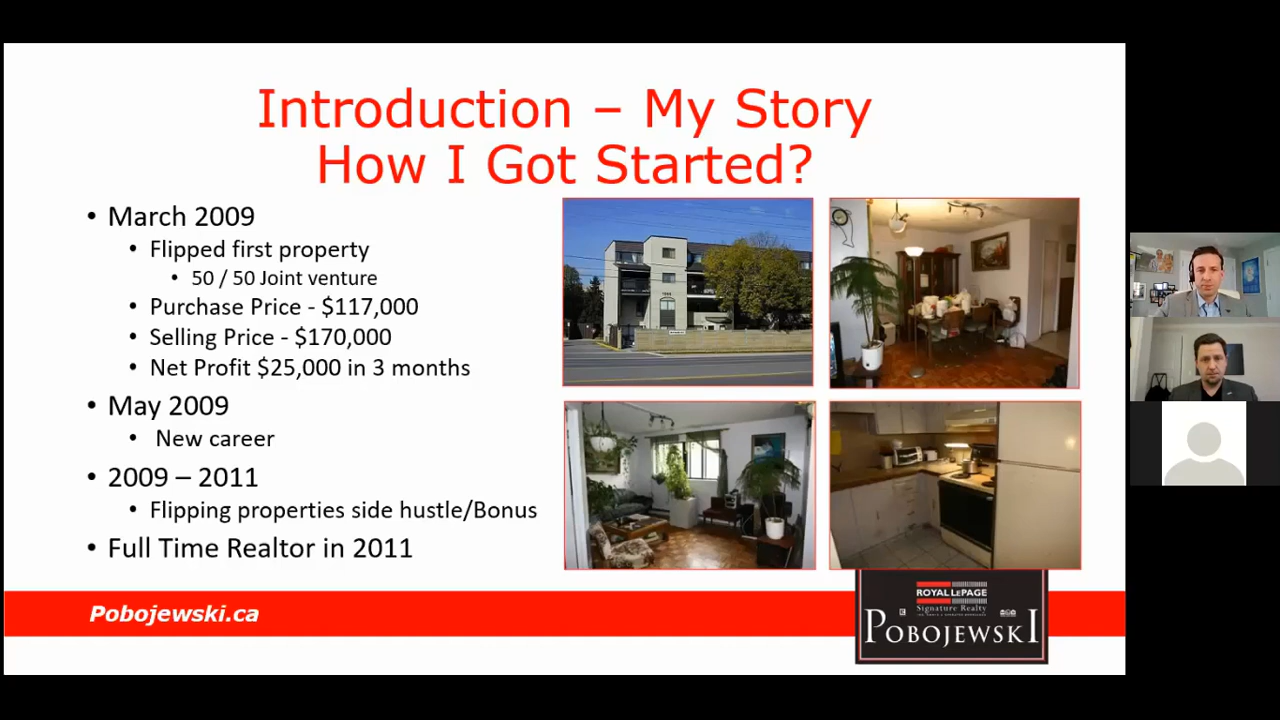 Introduction – My Story
How I Got Started?
• March 2009
• Flipped first property
• 50 / 50 Joint venture
• Purchase Price - $117,000
• Selling Price - $170,000
• Net Profit $25,000 in 3 months
• May 2009
• New career
• 2009 – 2011
• Flipping properties side hustle/Bonus
• Full Time Realtor in 2011
Pobojewski.ca
ROYAL LEPAGE
Signature Realty
POBOJEWSKI